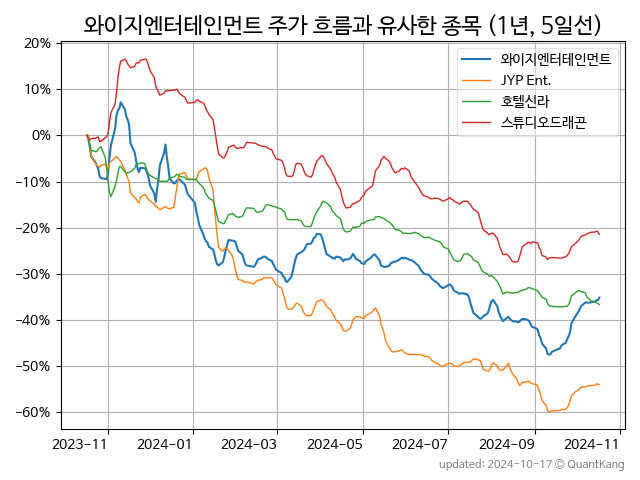 와이지엔터테인먼트 주가 흐름과 유사한 종목 (1년, 5일선)
20%
10%
0%
-10%
-20%
-30%
-40%
-50%
-60%
와이지엔터테인먼트
JYP Ent.
호텔신라
스튜디오드래곤
2023-11 2024-01 2024-03 2024-05 2024-07 2024-09 2024-11
updated: 2024-10-17 © QuantKang